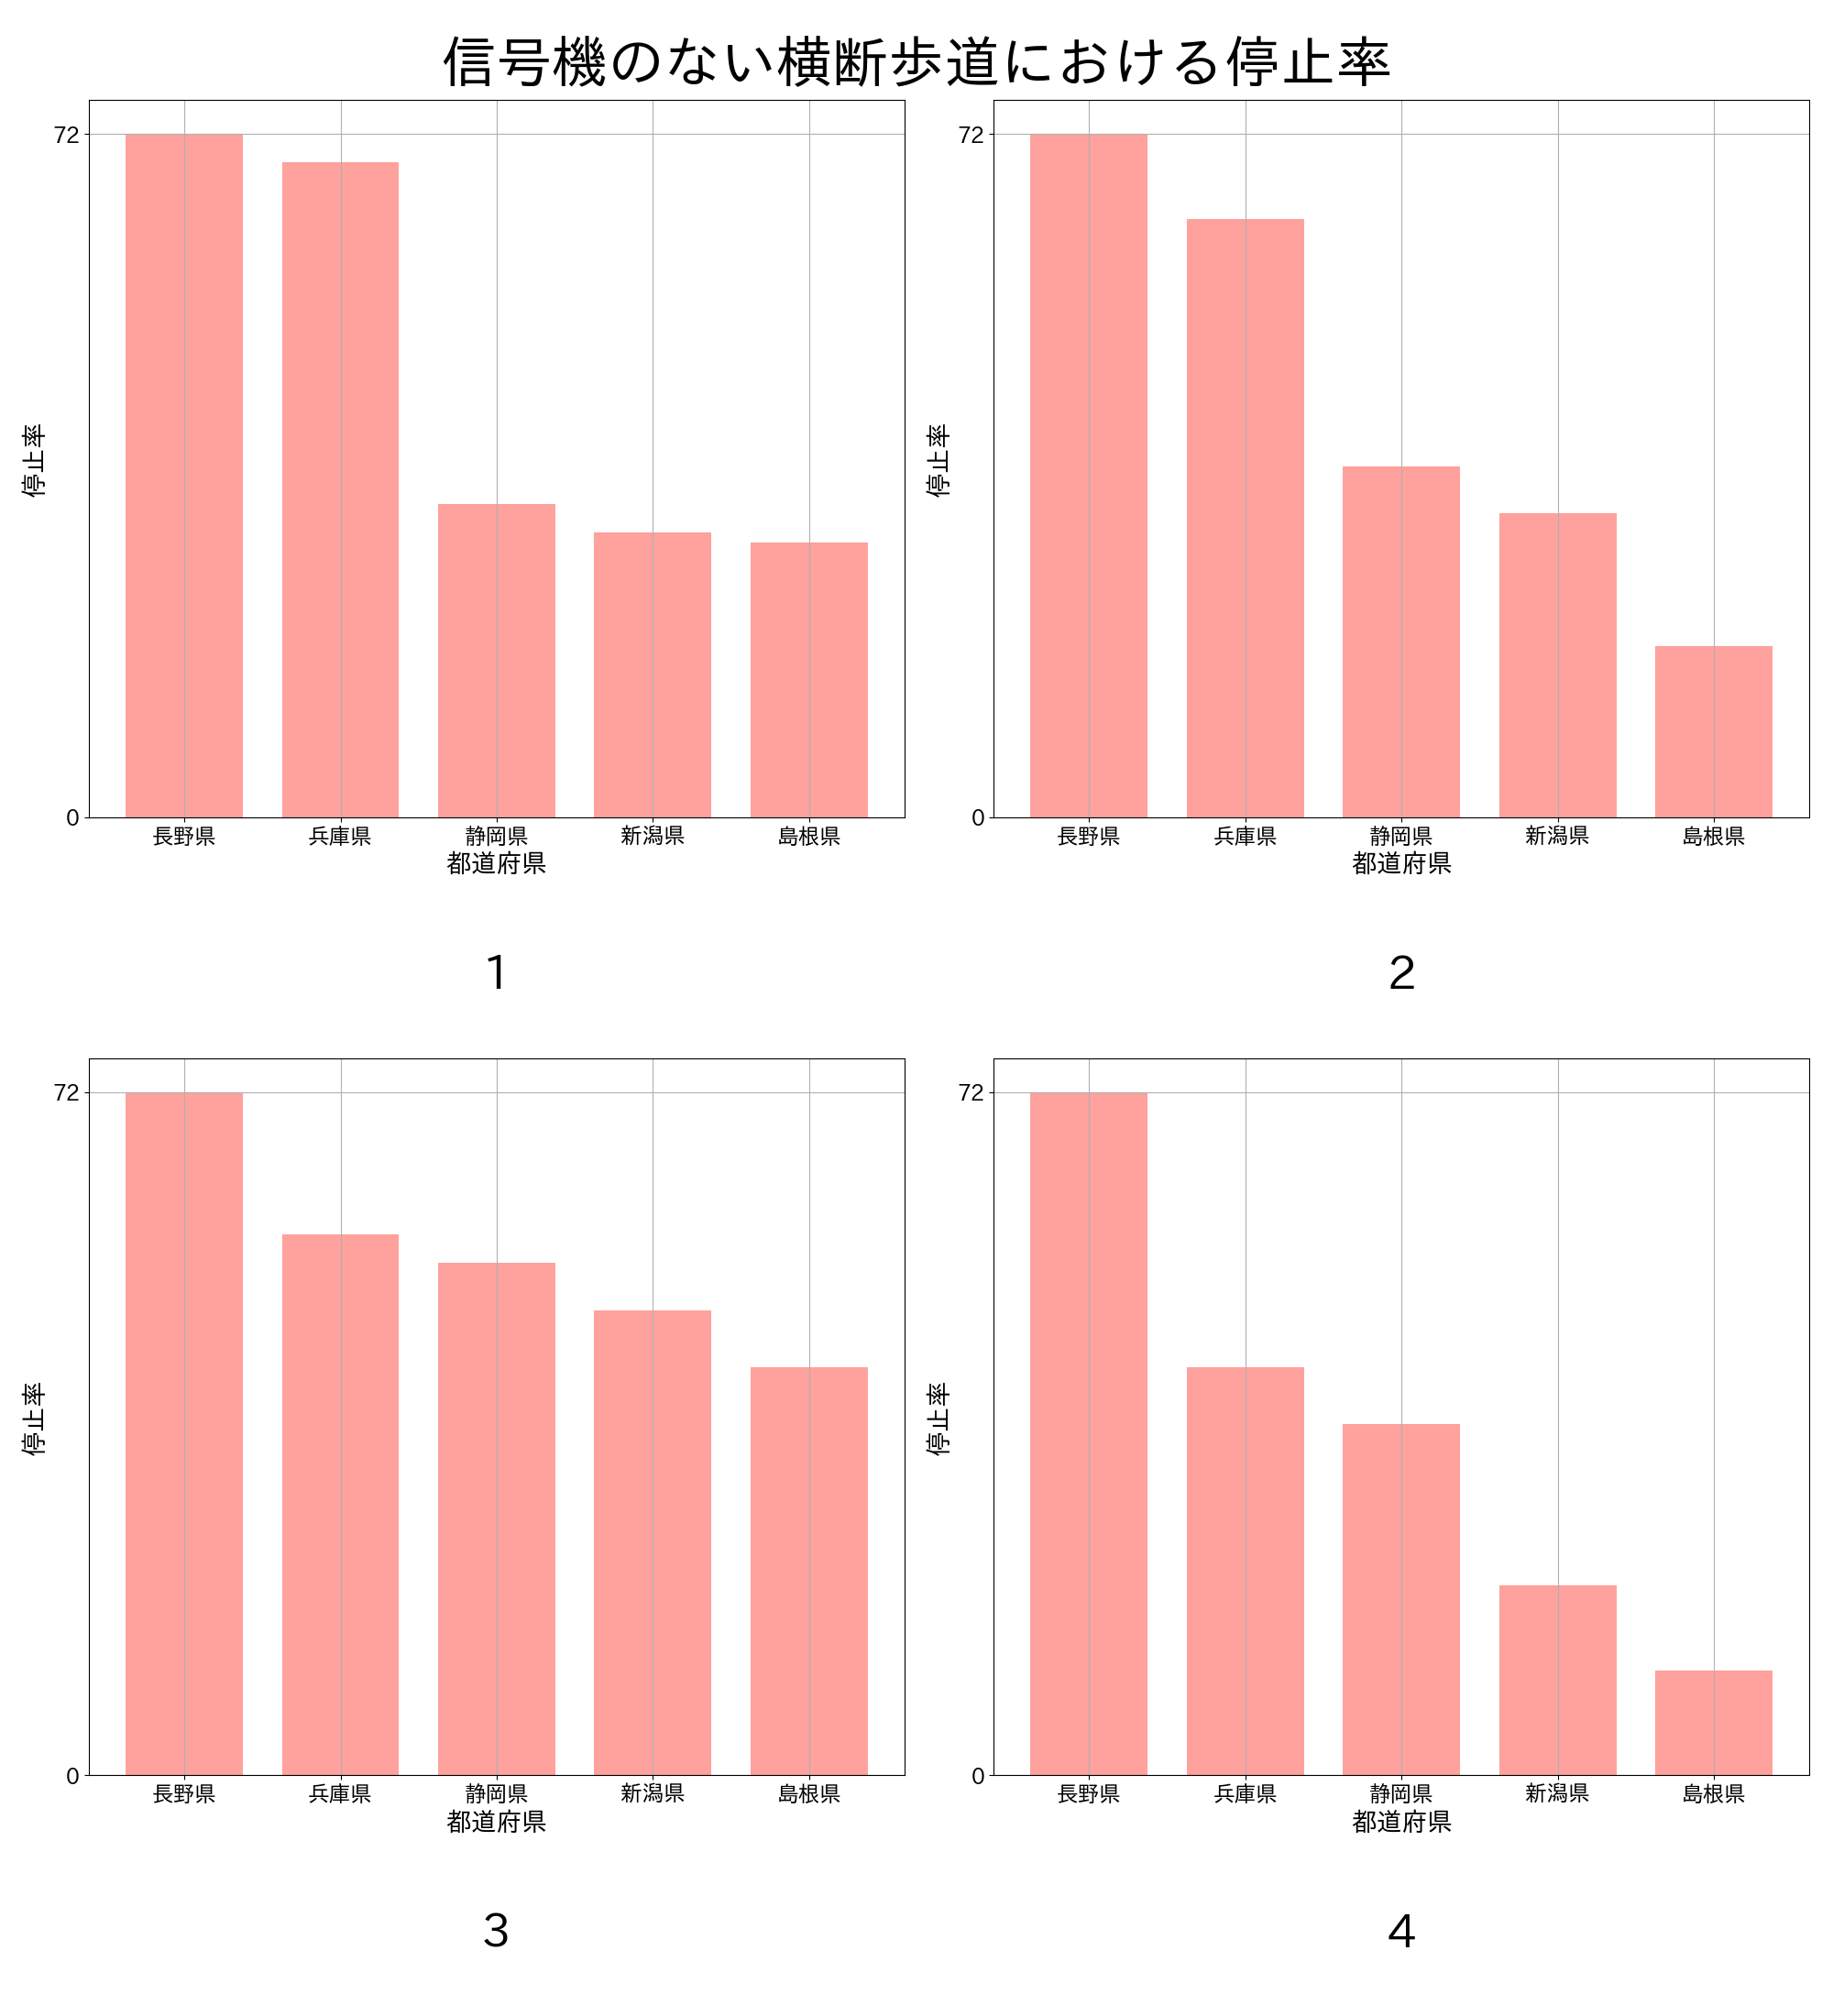 信号機のない横断歩道における停止率
72
0
停止率
長野県 兵庫県 静岡県 新潟県 島根県
都道府県
1
72
0
停止率
長野県 兵庫県 静岡県 新潟県 島根県
都道府県
2
72
0
停止率
長野県 兵庫県 静岡県 新潟県 島根県
都道府県
3
72
0
停止率
長野県 兵庫県 静岡県 新潟県 島根県
都道府県
4